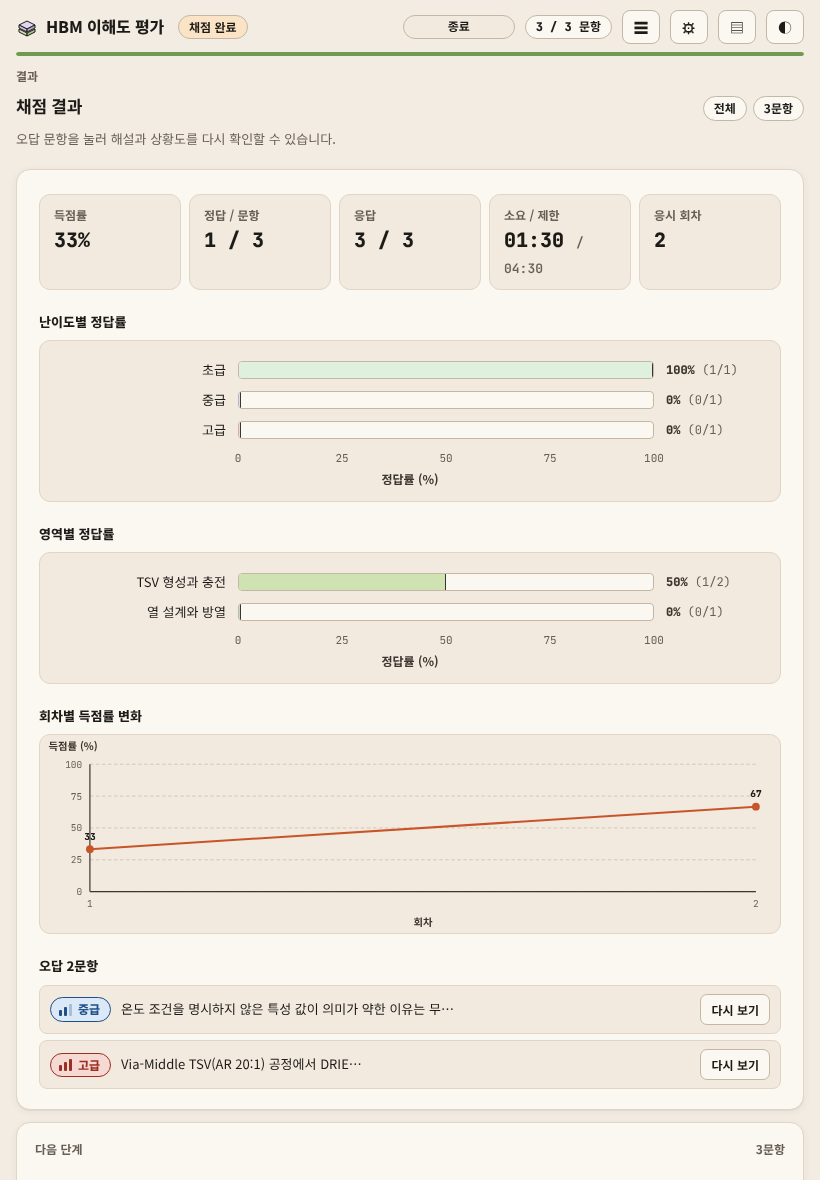 HBM 이해도 평가
채점 완료
종료
3 / 3 문항
결과
채점 결과
전체
3문항
오답 문항을 눌러 해설과 상황도를 다시 확인할 수 있습니다.
득점률
33%
정답 / 문항
1 / 3
응답
3 / 3
소요 / 제한
01:30 /
04:30
응시 회차
2
난이도별 정답률
초급 100% (1/1)
중급 0% (0/1)
고급 0% (0/1)
0 25 50 75 100
정답률 (%)
영역별 정답률
TSV 형성과 충전 50% (1/2)
열 설계와 방열 0% (0/1)
0 25 50 75 100
정답률 (%)
회차별 득점률 변화
득점률 (%)
100
75
67
50
33
25
0
1 2
회차
오답 2문항
중급 온도 조건을 명시하지 않은 특성 값이 의미가 약한 이유는 무… 다시 보기
고급 Via-Middle TSV(AR 20:1) 공정에서 DRIE… 다시 보기
다음 단계
3문항